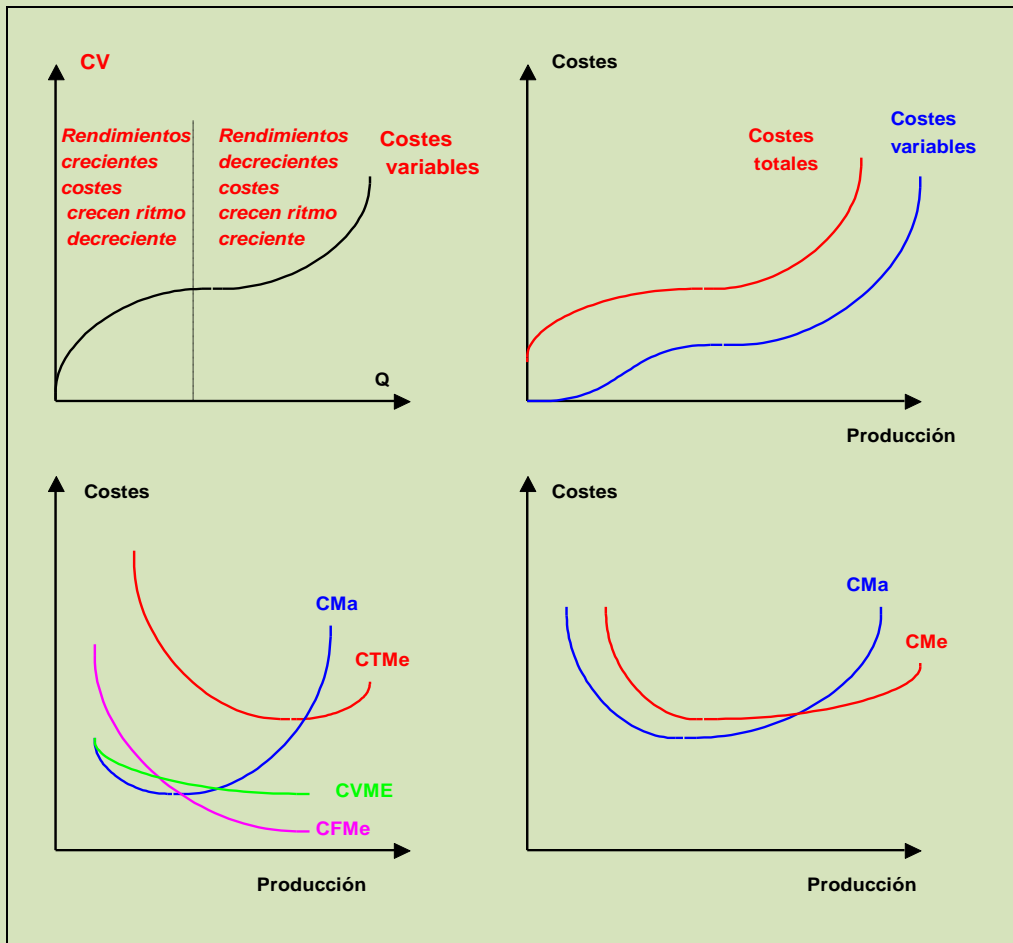 CV
Rendimientos
crecientes
costes
crecen ritmo
decreciente
Rendimientos
decrecientes
costes
crecen ritmo
creciente
Costes
variables
Q
Costes
Costes
totales
Costes
variables
Producción
Costes
CMa
CTMe
CVME
CFMe
Producción
Costes
CMa
CMe
Producción